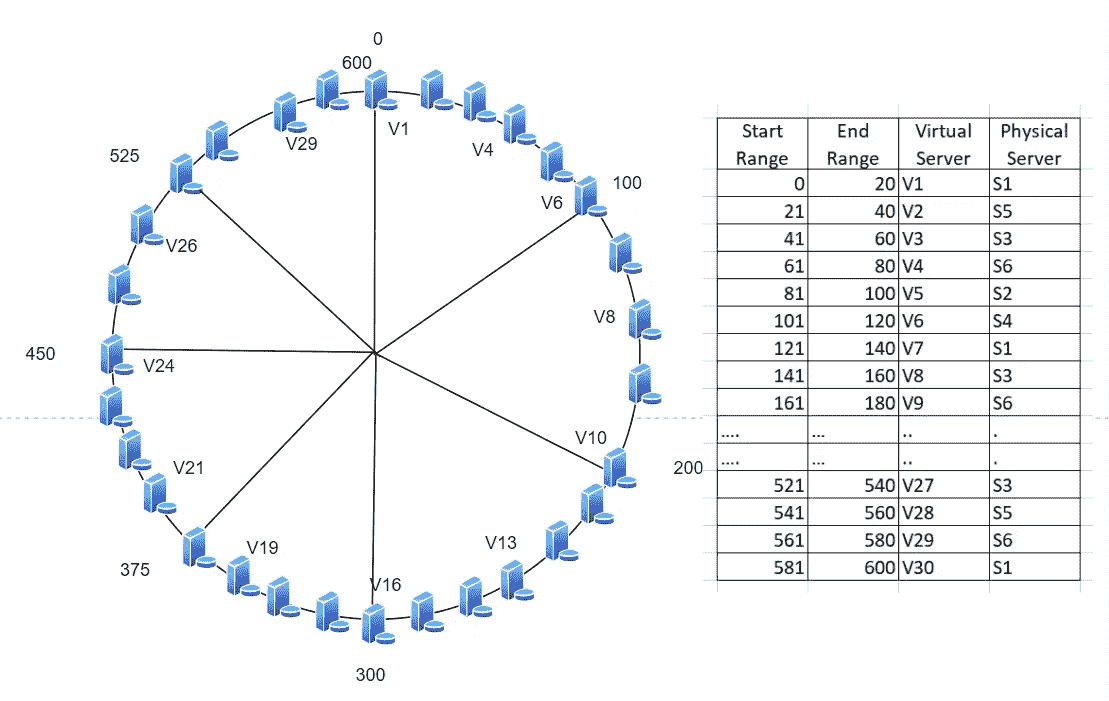 0
600
V1
V29
V4
525
100
V6
V26
V8
450
V24
V10
V21
200
V13
V19
375
V16
300
Start Range End Range Virtual Server Physical Server
0 20 V1 S1
21 40 V2 S5
41 60 V3 S3
61 80 V4 S6
81 100 V5 S2
101 120 V6 S4
121 140 V7 S1
141 160 V8 S3
161 180 V9 S6
.... ... .. .
.... ... .. .
521 540 V27 S3
541 560 V28 S5
561 580 V29 S6
581 600 V30 S1